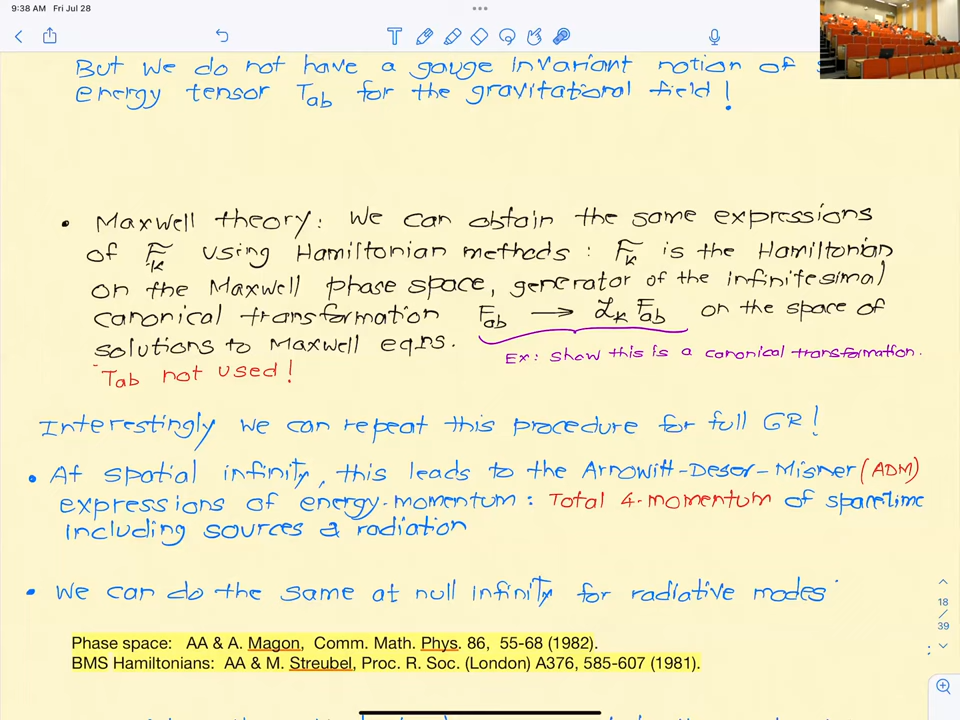 9:38 AM Fri Jul 28
But we do not have a gauge invariant notion of
energy tensor Tab for the gravitational field!
• Maxwell theory: We can obtain the same expressions
of F̃k using Hamiltonian methods: F̃k is the Hamiltonian
on the Maxwell phase space, generator of the infinitesimal
canonical transformation Fab → ℒk Fab on the space of
solutions to Maxwell eqns.
Ex: show this is a canonical transformation.
Tab not used!
Interestingly we can repeat this procedure for full GR!
• At spatial infinity, this leads to the Arnowitt-Deser-Misner (ADM)
expressions of energy-momentum: Total 4-momentum of space-time
including sources & radiation
• We can do the same at null infinity for radiative modes
18
/
39
Phase space: AA & A. Magon, Comm. Math. Phys. 86, 55-68 (1982).
BMS Hamiltonians: AA & M. Streubel, Proc. R. Soc. (London) A376, 585-607 (1981).